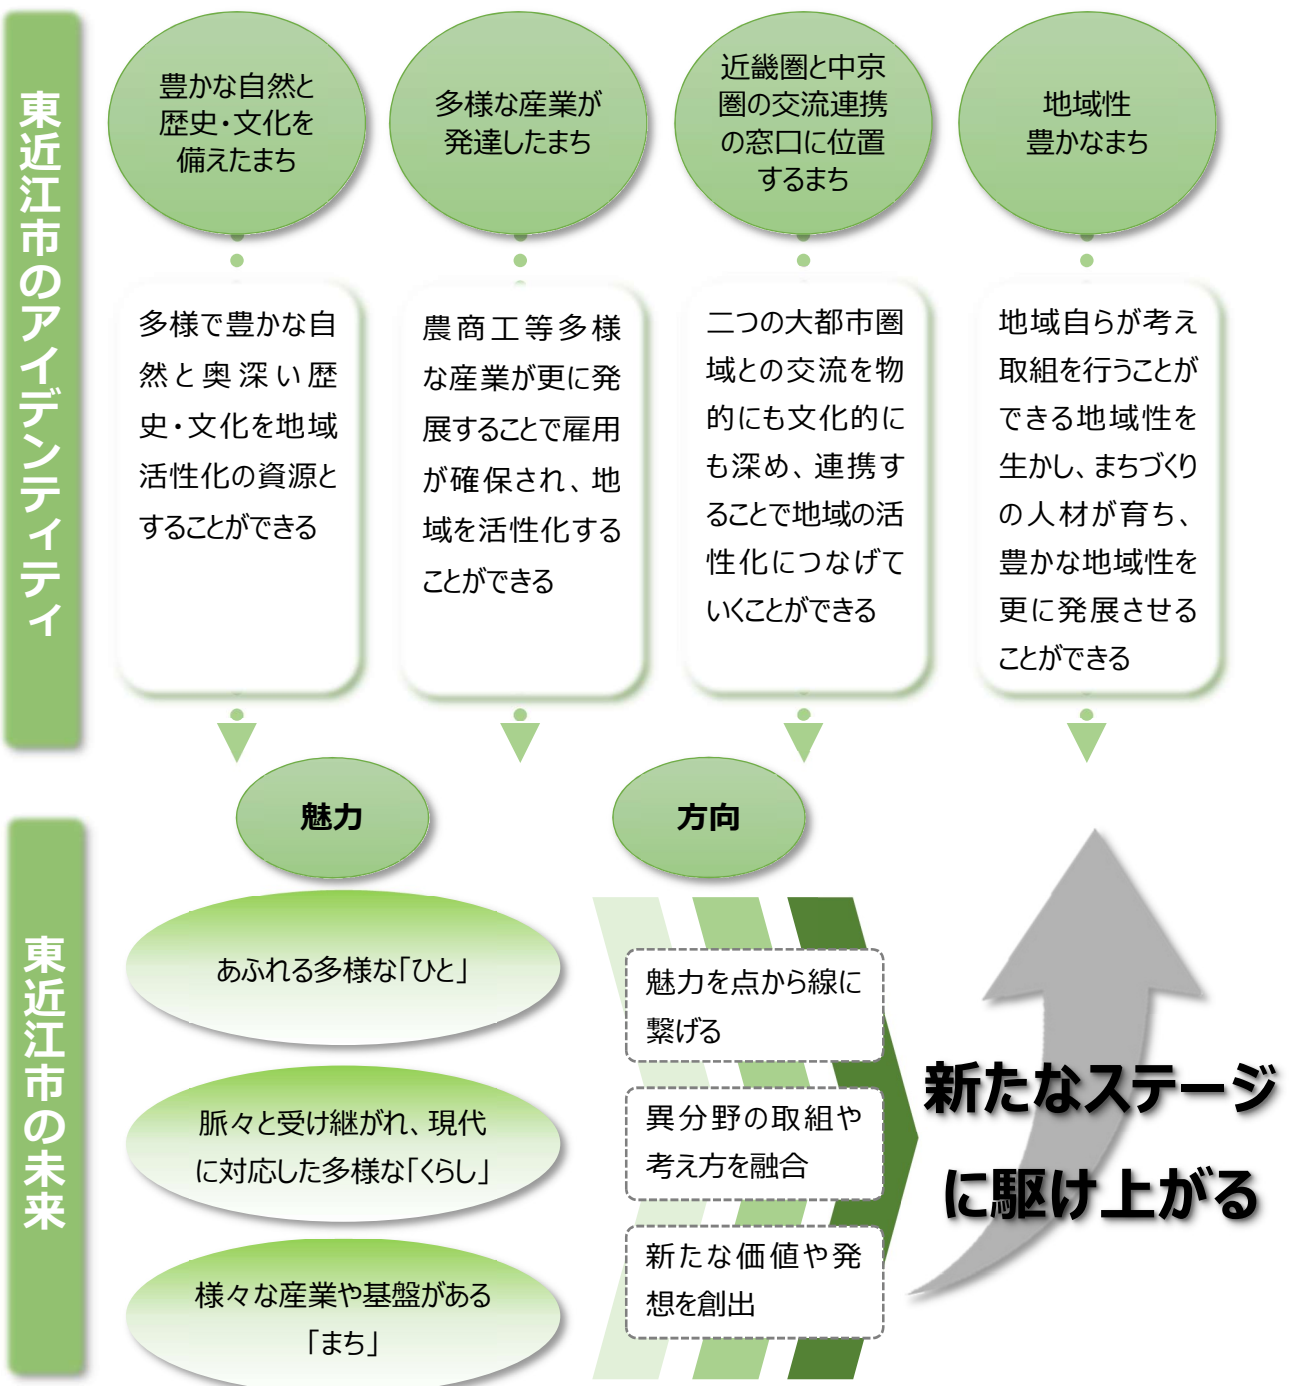 東近江市のアイデンティティ
豊かな自然と
歴史・文化を
備えたまち
多様な産業が
発達したまち
近畿圏と中京
圏の交流連携
の窓口に位置
するまち
地域性
豊かなまち
多様で豊かな自
然と奥深い歴
史・文化を地域
活性化の資源と
することができる
農商工等多様
な産業が更に発
展することで雇用
が確保され、地
域を活性化する
ことができる
二つの大都市圏
域との交流を物
的にも文化的に
も深め、連携す
ることで地域の活
性化につなげて
いくことができる
地域自らが考え
取組を行うことが
できる地域性を
生かし、まちづくり
の人材が育ち、
豊かな地域性を
更に発展させる
ことができる
東近江市の未来
魅力
あふれる多様な「ひと」
脈々と受け継がれ、現代
に対応した多様な「くらし」
様々な産業や基盤がある
「まち」
方向
魅力を点から線に
繋げる
異分野の取組や
考え方を融合
新たな価値や発
想を創出
新たなステージ
に駆け上がる